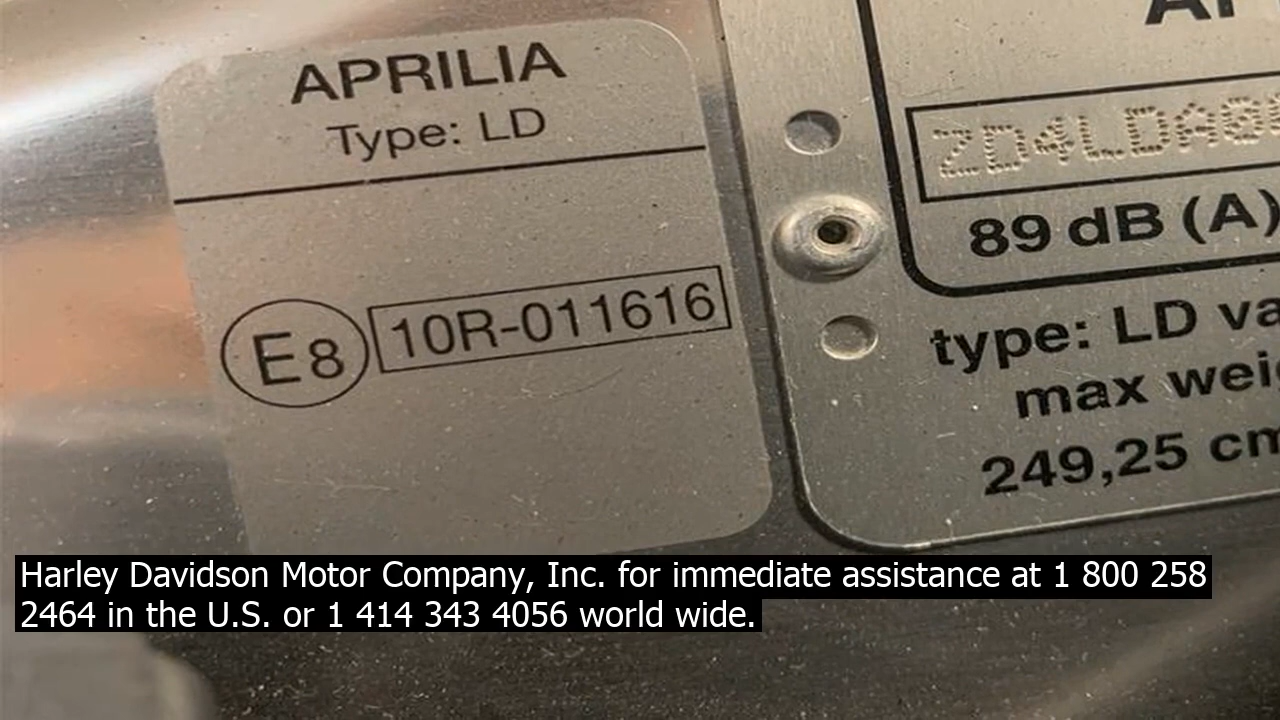 APRILIA
Type: LD
E8 10R-011616
ZD4LDA0
89 dB (A)
type: LD
max
249,25
Harley Davidson Motor Company, Inc. for immediate assistance at 1 800 258
2464 in the U.S. or 1 414 343 4056 world wide.